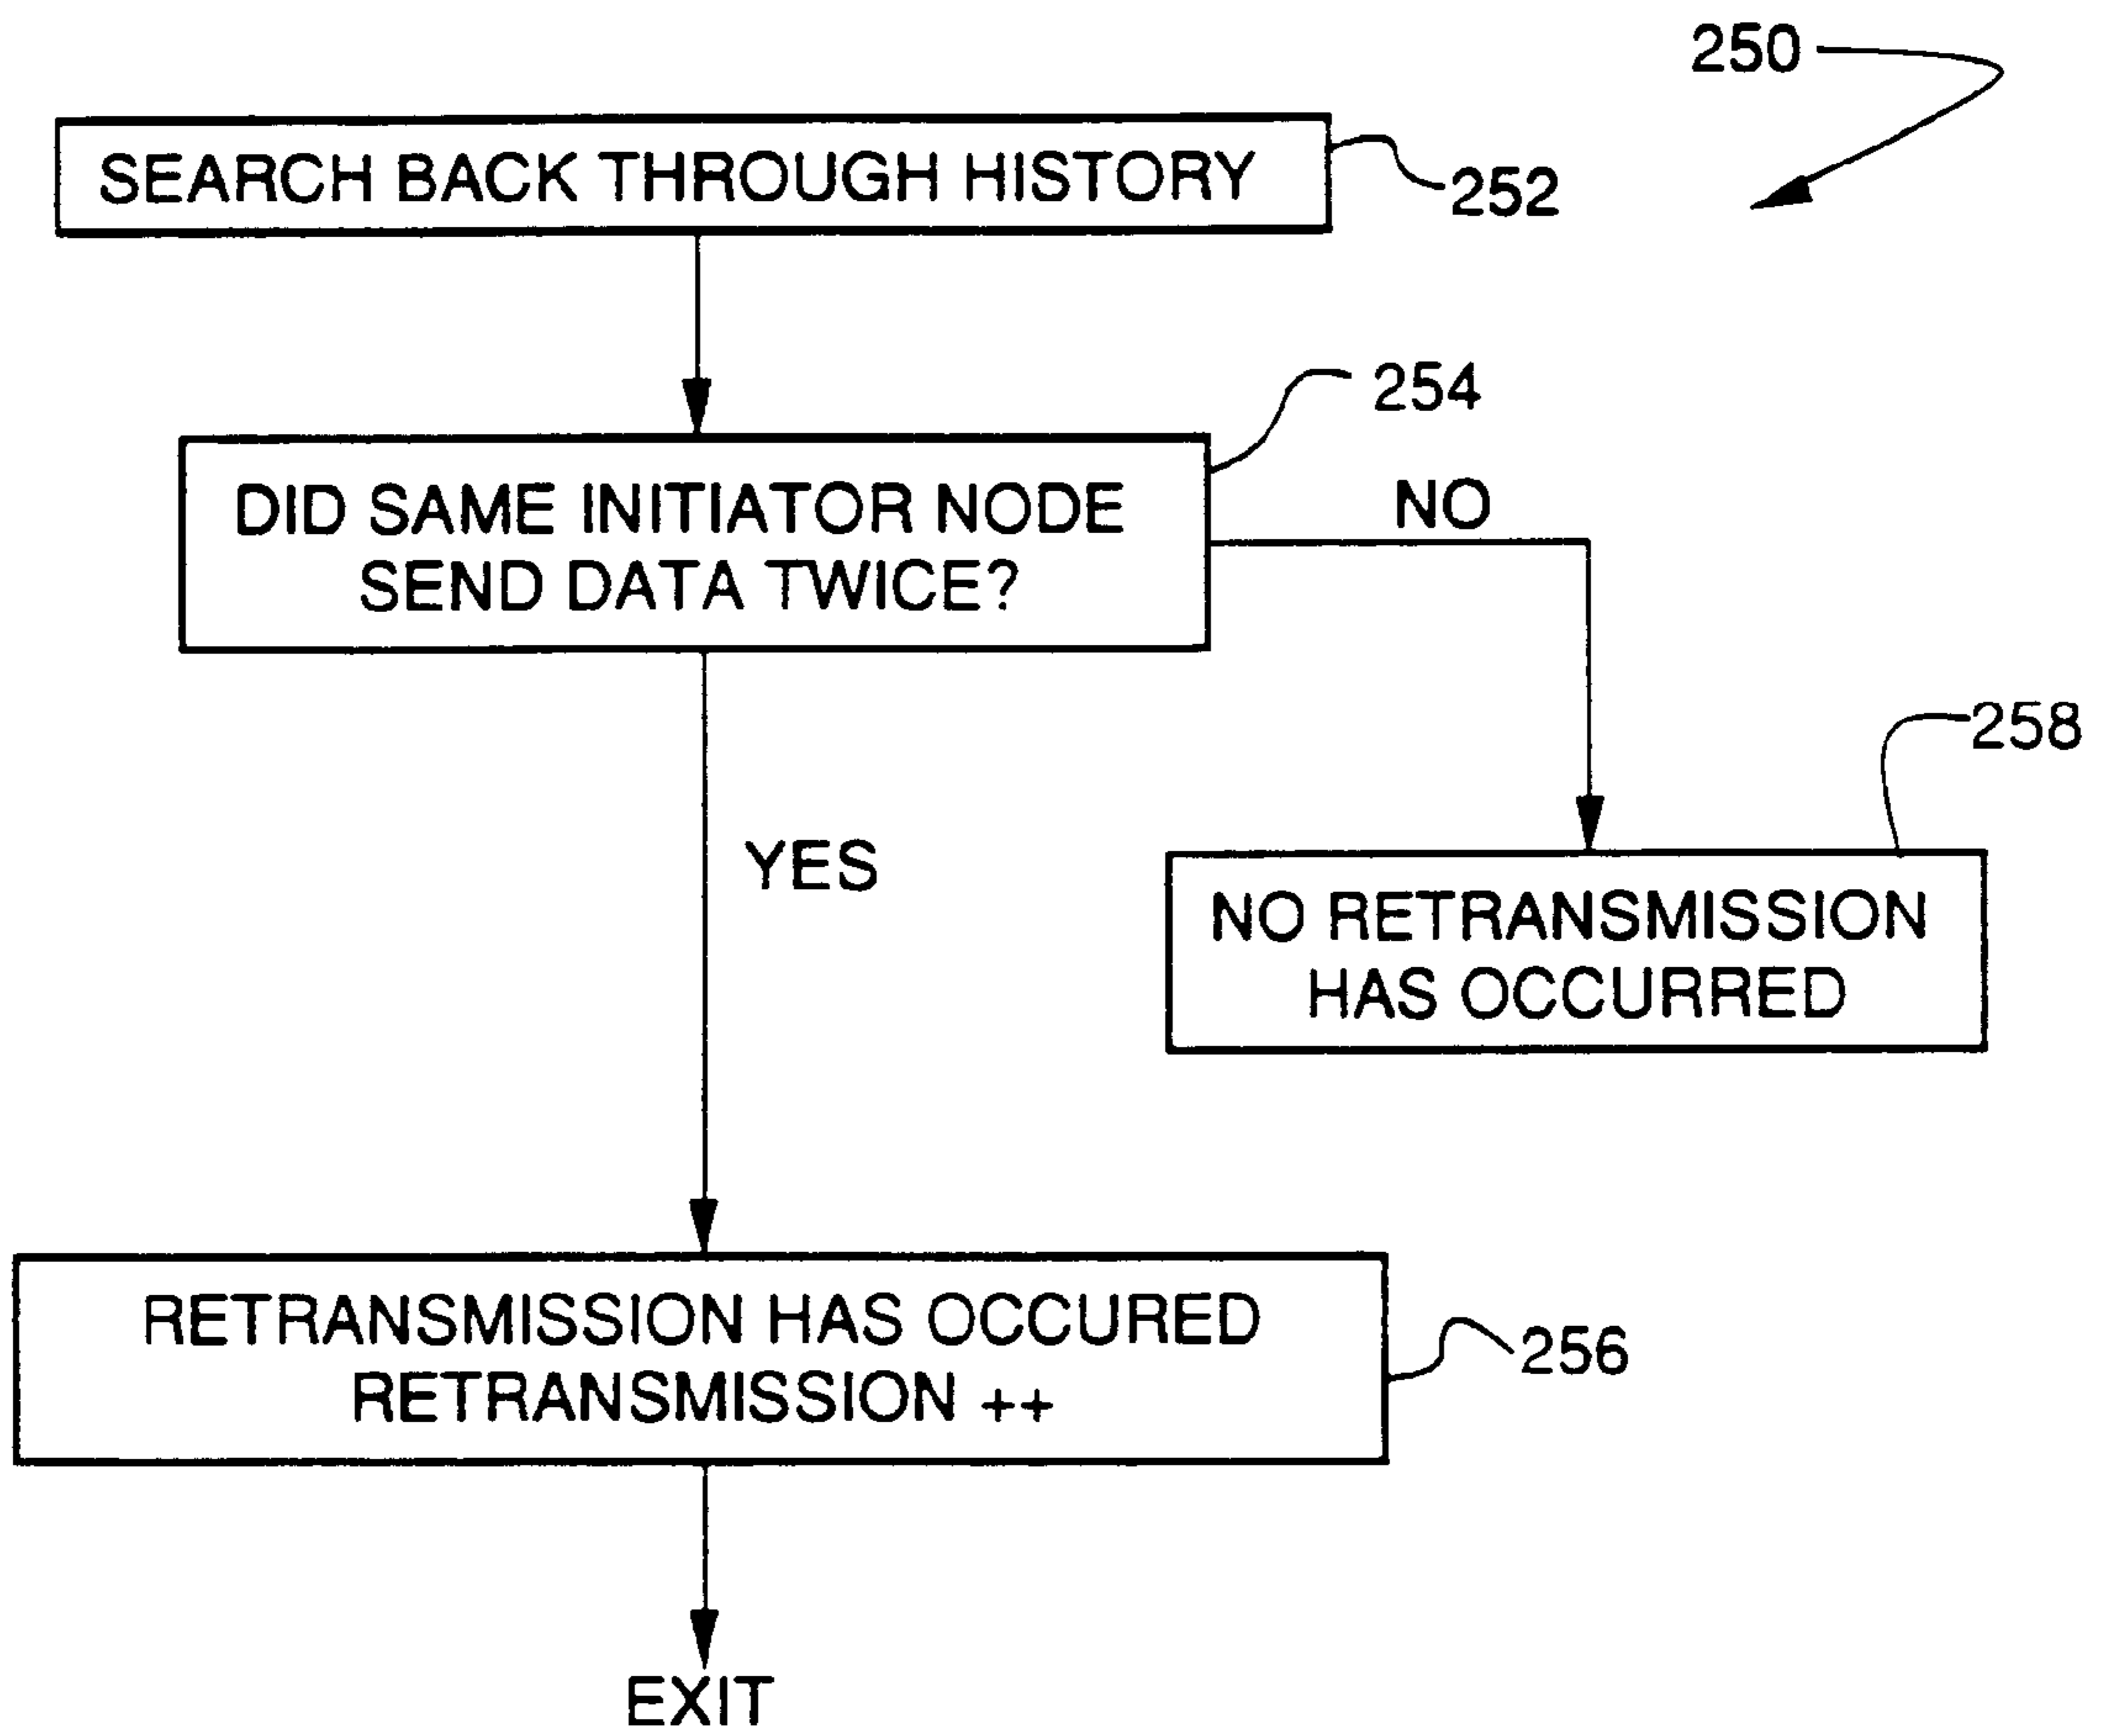 250
SEARCH BACK THROUGH HISTORY
252
254
DID SAME INITIATOR NODE
SEND DATA TWICE?
NO
258
YES
NO RETRANSMISSION
HAS OCCURRED
RETRANSMISSION HAS OCCURED
RETRANSMISSION ++
256
EXIT